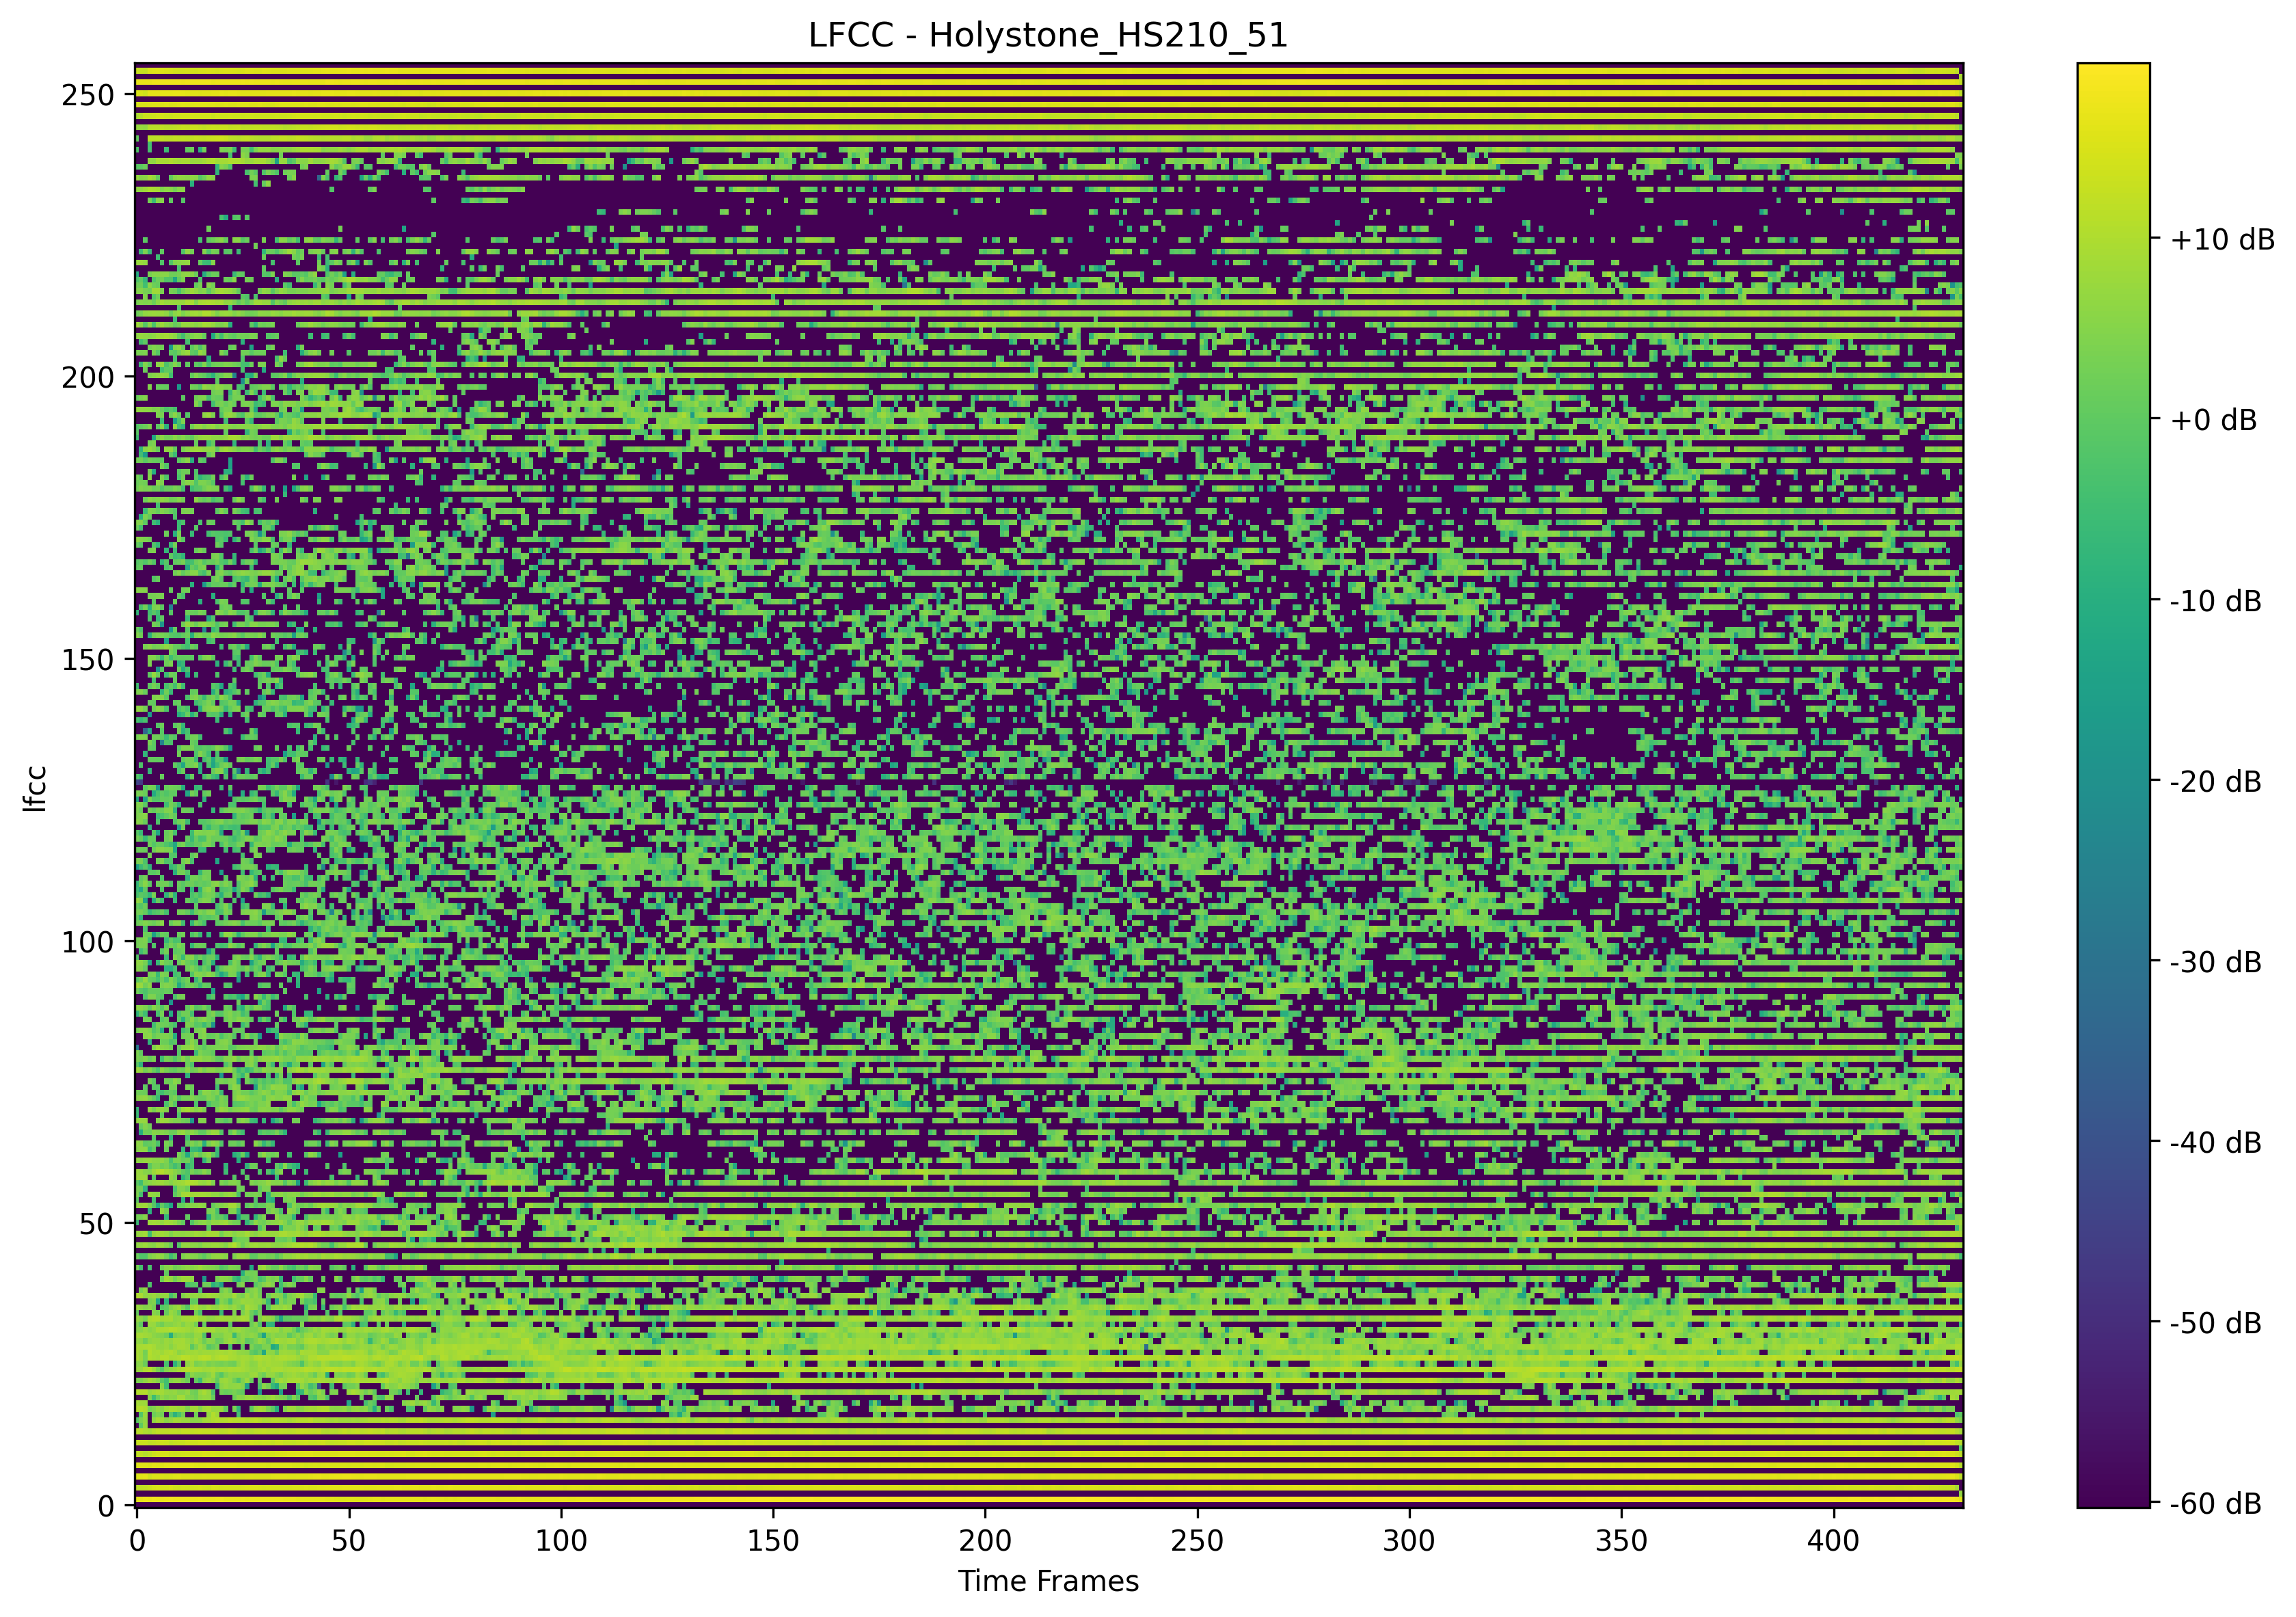 LFCC - Holystone_HS210_51
250
200
150
100
50
0
lfcc
0 50 100 150 200 250 300 350 400
Time Frames
+10 dB
+0 dB
-10 dB
-20 dB
-30 dB
-40 dB
-50 dB
-60 dB